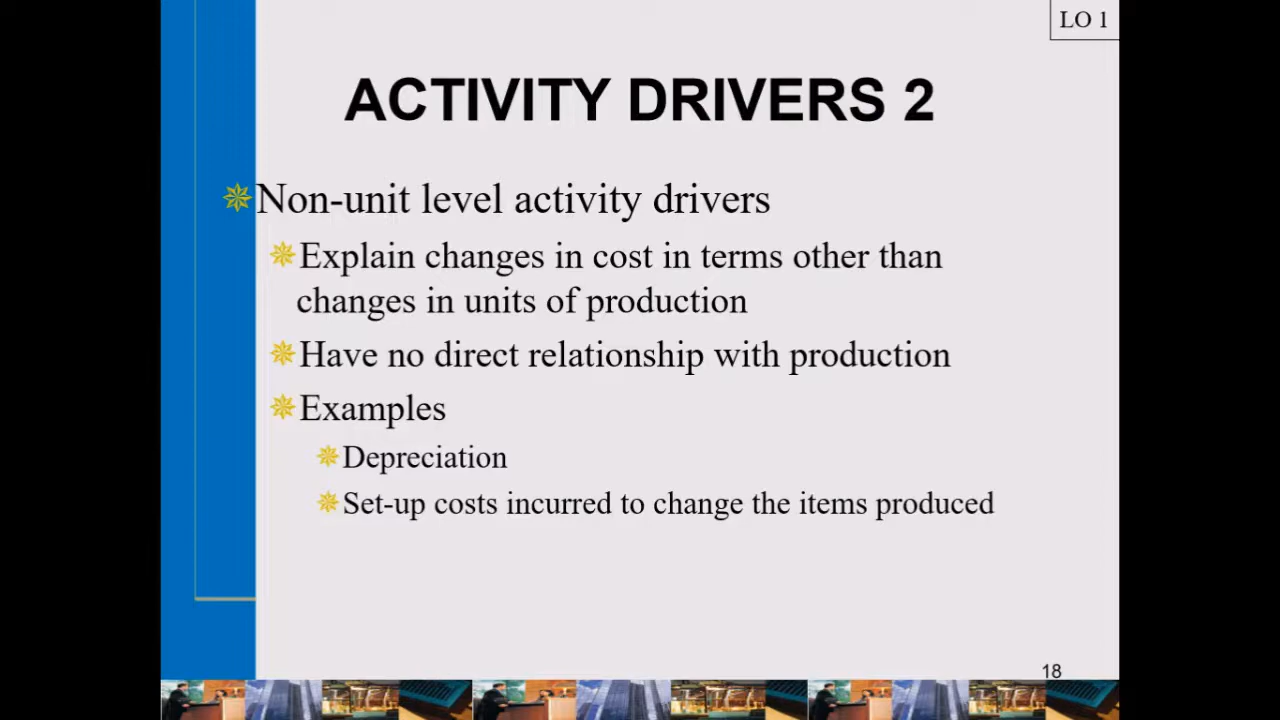 LO 1
ACTIVITY DRIVERS 2
Non-unit level activity drivers
Explain changes in cost in terms other than
changes in units of production
Have no direct relationship with production
Examples
Depreciation
Set-up costs incurred to change the items produced
18